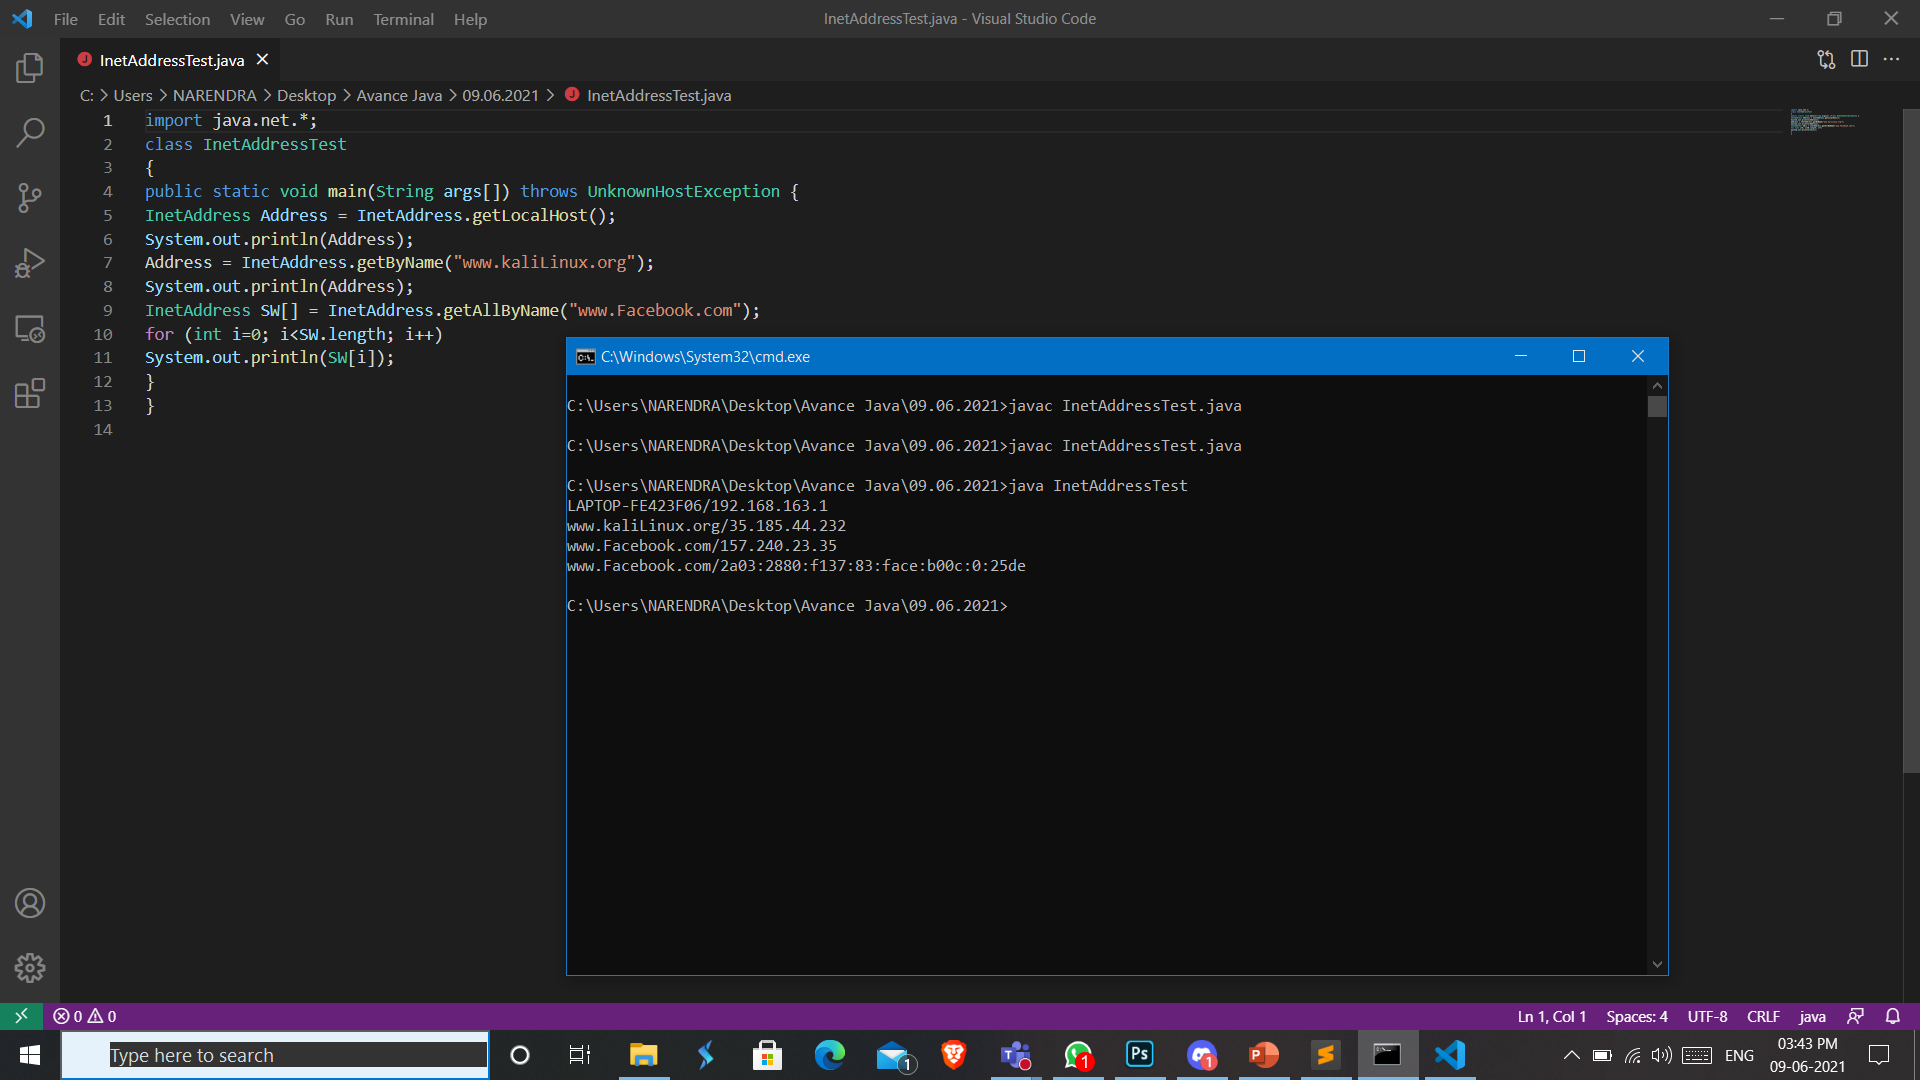 File Edit Selection View Go Run Terminal Help
InetAddressTest.java - Visual Studio Code
InetAddressTest.java
C: > Users > NARENDRA > Desktop > Avance Java > 09.06.2021 > InetAddressTest.java
1 import java.net.*;
2 class InetAddressTest
3 {
4 public static void main(String args[]) throws UnknownHostException {
5 InetAddress Address = InetAddress.getLocalHost();
6 System.out.println(Address);
7 Address = InetAddress.getByName("www.kaliLinux.org");
8 System.out.println(Address);
9 InetAddress SW[] = InetAddress.getAllByName("www.Facebook.com");
10 for (int i=0; i<SW.length; i++)
11 System.out.println(SW[i]);
12 }
13 }
14
C:\Windows\System32\cmd.exe
C:\Users\NARENDRA\Desktop\Avance Java\09.06.2021>javac InetAddressTest.java
C:\Users\NARENDRA\Desktop\Avance Java\09.06.2021>javac InetAddressTest.java
C:\Users\NARENDRA\Desktop\Avance Java\09.06.2021>java InetAddressTest
LAPTOP-FE423F06/192.168.163.1
www.kaliLinux.org/35.185.44.232
www.Facebook.com/157.240.23.35
www.Facebook.com/2a03:2880:f137:83:face:b00c:0:25de
C:\Users\NARENDRA\Desktop\Avance Java\09.06.2021>
0 0
Ln 1, Col 1 Spaces: 4 UTF-8 CRLF java
Type here to search
1
1
Ps
1
ENG
03:43 PM
09-06-2021